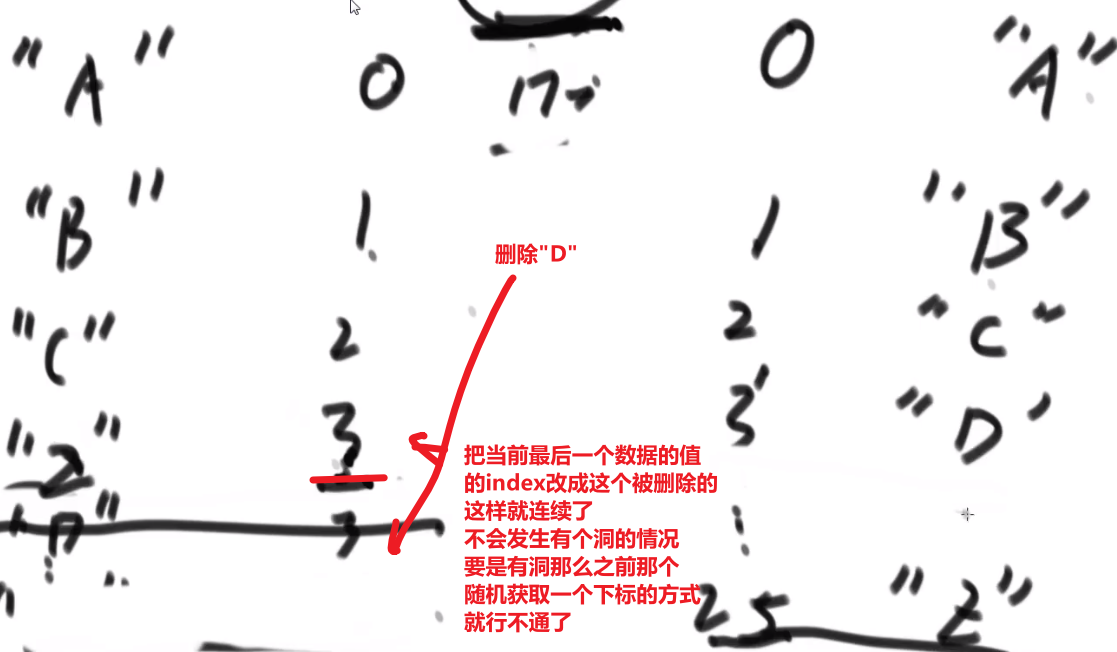 "A" 0 0 "A"
"B" 1 1 "B"
删除"D"
"C" 2 2 "C"
3 3 "D"
把当前最后一个数据的值
的index改成这个被删除的
这样就连续了
3
不会发生有个洞的情况
要是有洞那么之前那个
随机获取一个下标的方式
就行不通了
25 "Z"